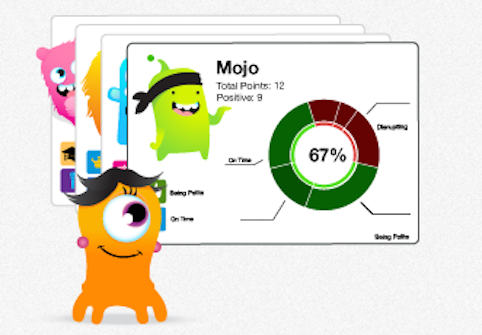 Mojo
Total Points: 12
Positive: 9
Disrupting
67%
On Time
Being Polite
On Time
Being Polite